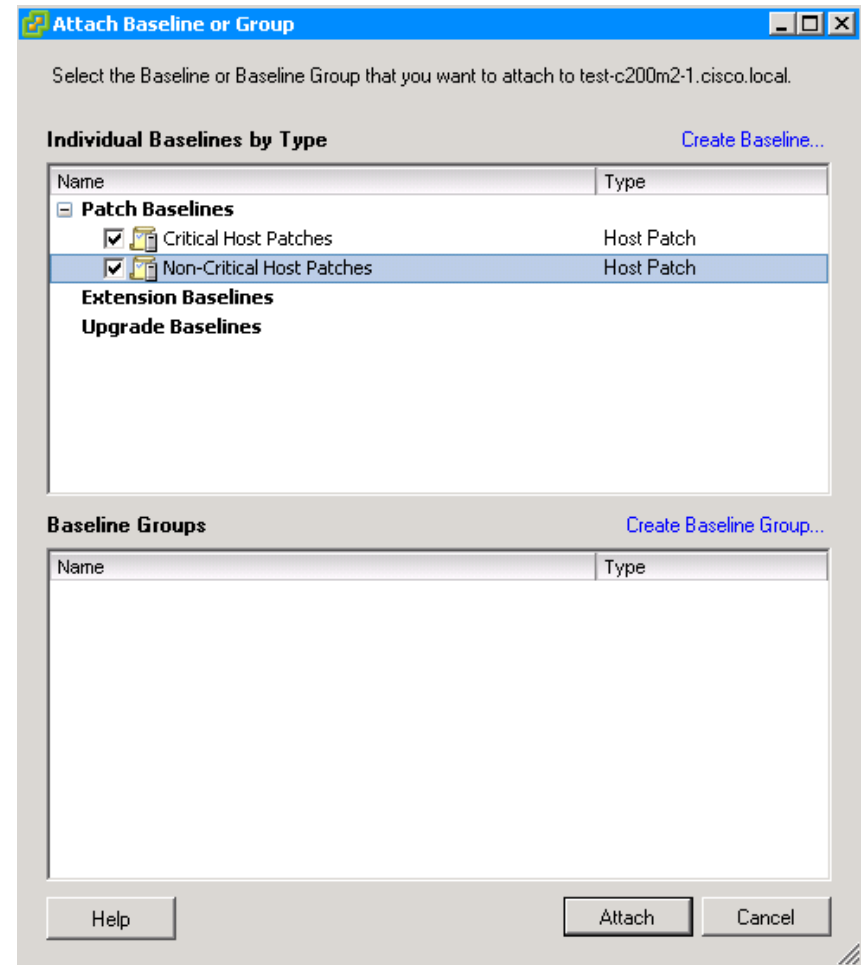 Attach Baseline or Group
Select the Baseline or Baseline Group that you want to attach to test-c200m2-1.cisco.local.
Individual Baselines by Type Create Baseline...
Name Type
Patch Baselines
Critical Host Patches Host Patch
Non-Critical Host Patches Host Patch
Extension Baselines
Upgrade Baselines
Baseline Groups Create Baseline Group...
Name Type
Help Attach Cancel